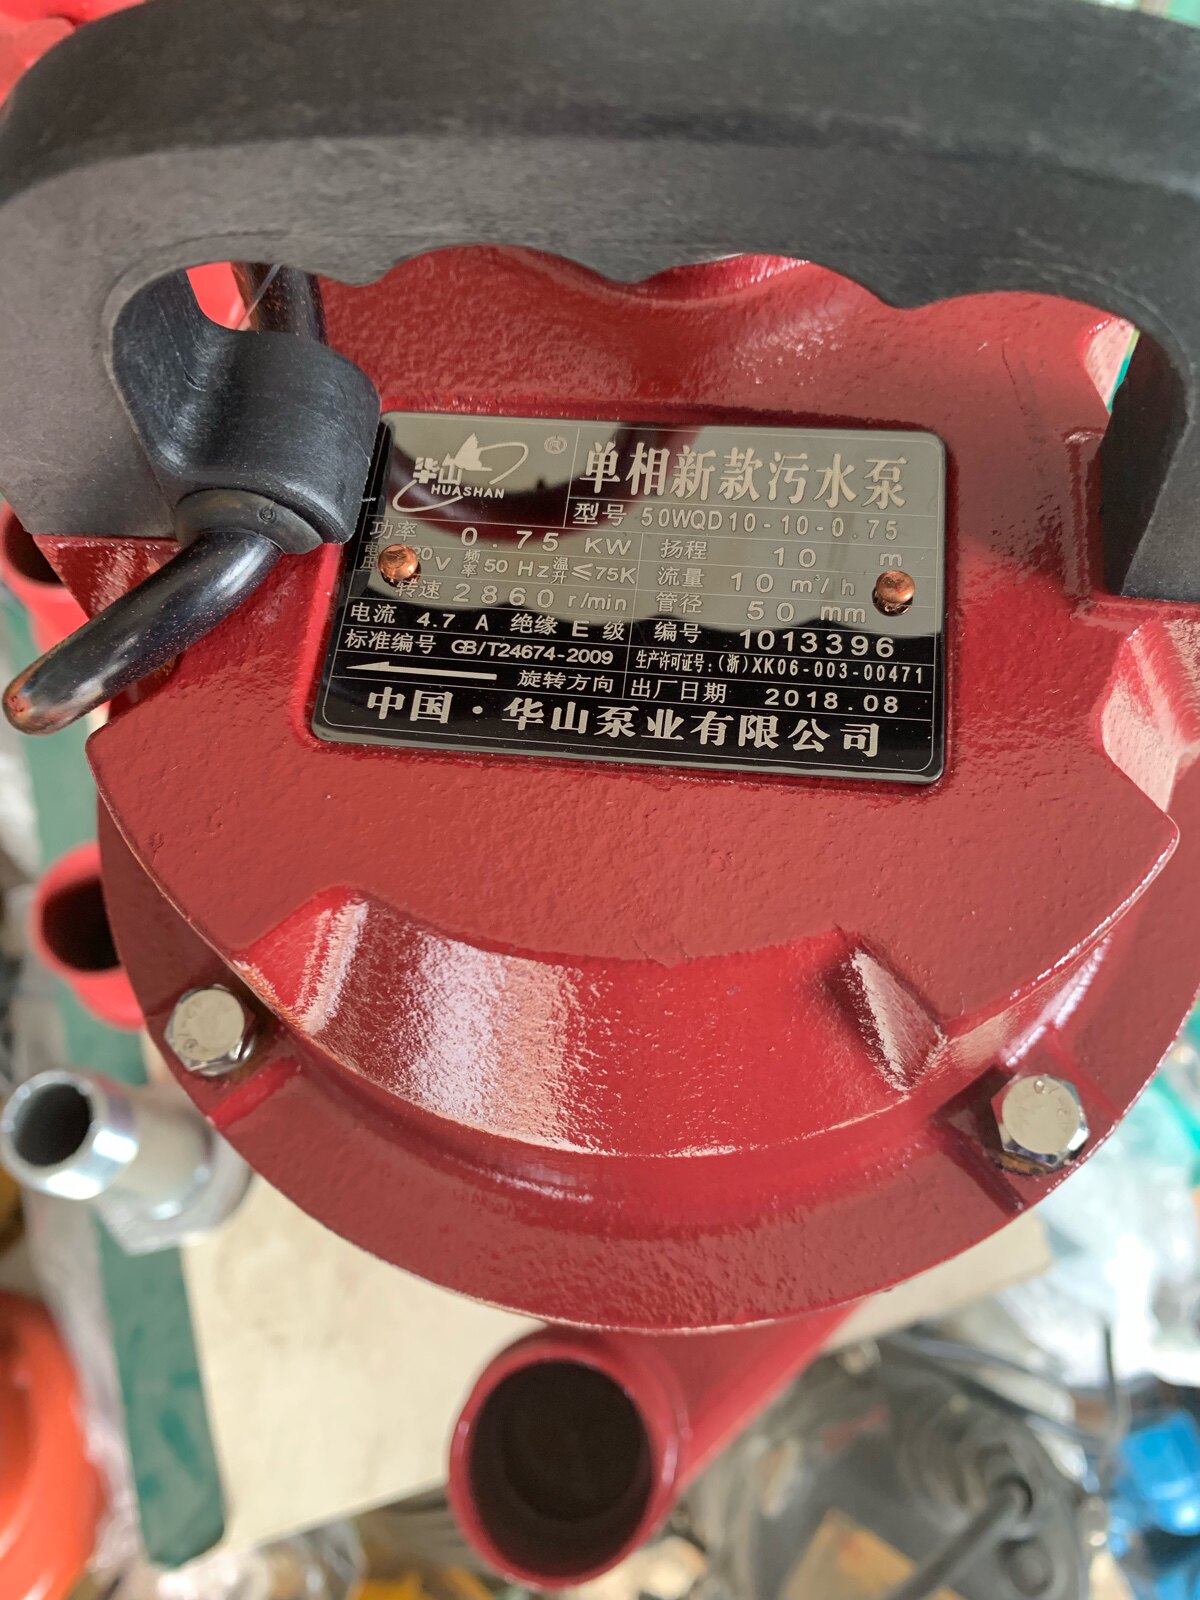 华山
HUASHAN
单相新款污水泵
型号 50WQD10-10-0.75
功率 0.75 KW 扬程 10 m
V 频率 50 Hz 温升 ≤75K 流量 10 m³/h
转速 2860 r/min 管径 50 mm
电流 4.7 A 绝缘 E 级 编号 1013396
标准编号 GB/T24674-2009 生产许可证号:(浙)XK06-003-00471
旋转方向 出厂日期 2018.08
中国·华山泵业有限公司